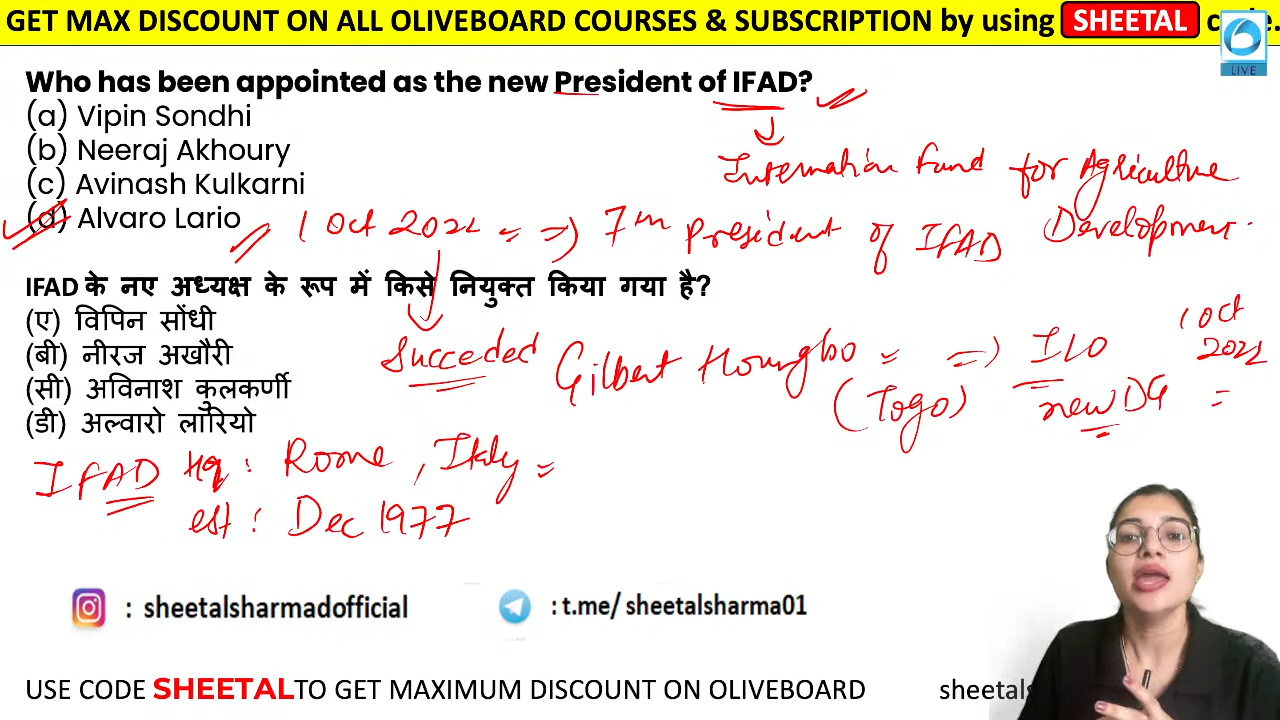 GET MAX DISCOUNT ON ALL OLIVEBOARD COURSES & SUBSCRIPTION by using SHEETAL code.
LIVE
Who has been appointed as the new President of IFAD?
(a) Vipin Sondhi
(b) Neeraj Akhoury
(c) Avinash Kulkarni
(d) Alvaro Lario
Internation Fund for Agriculture Development.
1 Oct 2022 => 7th President of IFAD
IFAD के नए अध्यक्ष के रूप में किसे नियुक्त किया गया है?
(ए) विपिन सोंधी
(बी) नीरज अखौरी
(सी) अविनाश कुलकर्णी
(डी) अल्वारो लारियो
Succeded Gilbert Houngbo => ILO 1 Oct 2022
(Togo) new DG
IFAD Hq : Rome, Italy
est : Dec 1977
: sheetalsharmadofficial
: t.me/ sheetalsharma01
USE CODE SHEETAL TO GET MAXIMUM DISCOUNT ON OLIVEBOARD